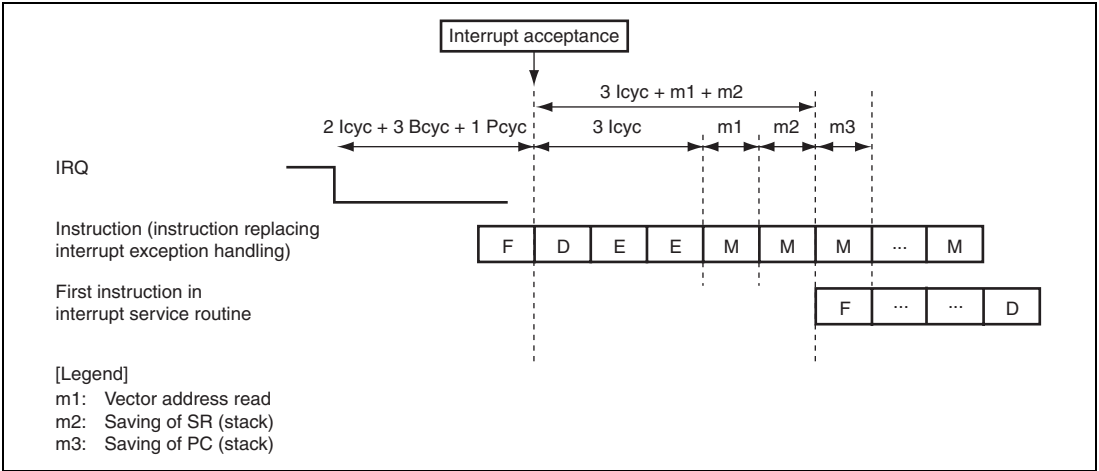 Interrupt acceptance
3 Icyc + m1 + m2
2 Icyc + 3 Bcyc + 1 Pcyc 3 Icyc m1 m2 m3
IRQ
Instruction (instruction replacing
interrupt exception handling)
F D E E M M M ... M
First instruction in
interrupt service routine
F ... ... D
[Legend]
m1: Vector address read
m2: Saving of SR (stack)
m3: Saving of PC (stack)